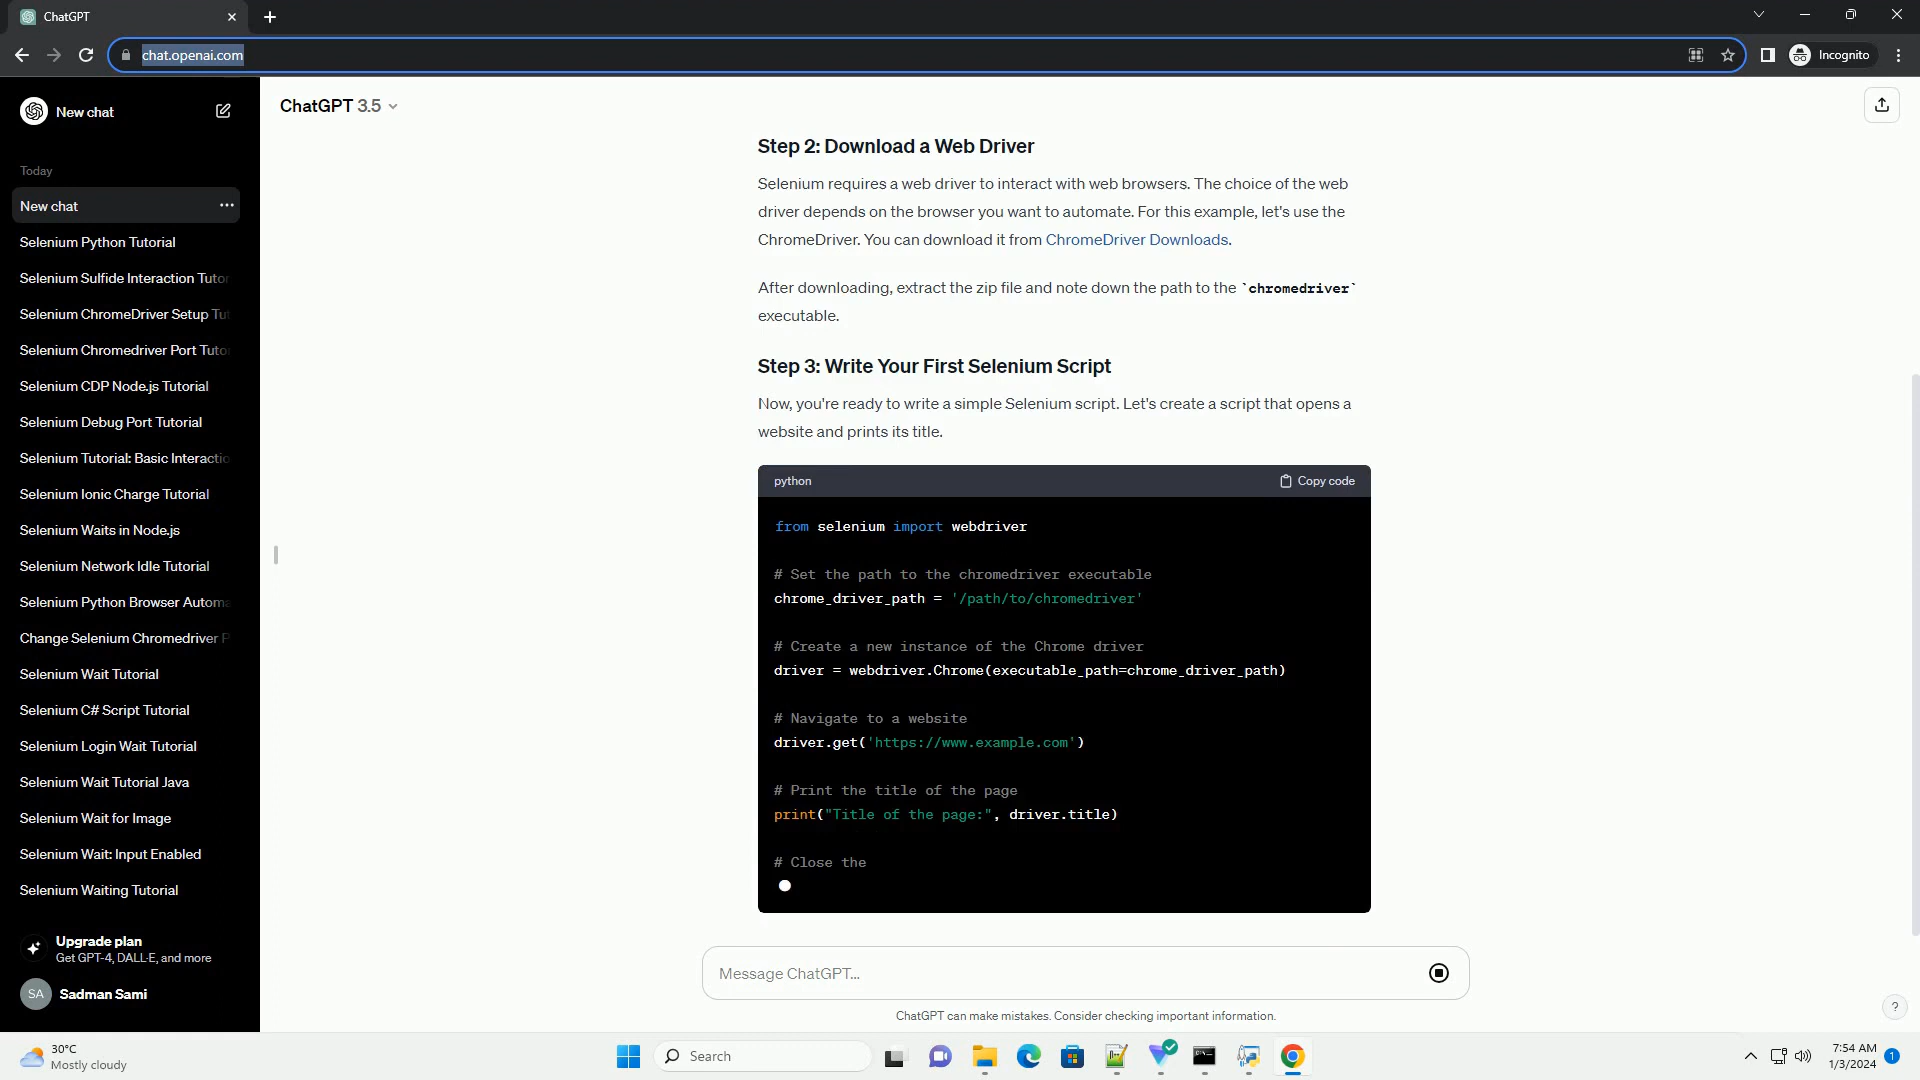 ChatGPT
chat.openai.com
Incognito
New chat
Today
New chat
Selenium Python Tutorial
Selenium Sulfide Interaction Tutor
Selenium ChromeDriver Setup Tut
Selenium Chromedriver Port Tuto
Selenium CDP Node.js Tutorial
Selenium Debug Port Tutorial
Selenium Tutorial: Basic Interactio
Selenium Ionic Charge Tutorial
Selenium Waits in Node.js
Selenium Network Idle Tutorial
Selenium Python Browser Automa
Change Selenium Chromedriver P
Selenium Wait Tutorial
Selenium C# Script Tutorial
Selenium Login Wait Tutorial
Selenium Wait Tutorial Java
Selenium Wait for Image
Selenium Wait: Input Enabled
Selenium Waiting Tutorial
Upgrade plan
Get GPT-4, DALL·E, and more
SA
Sadman Sami
ChatGPT 3.5
Step 2: Download a Web Driver
Selenium requires a web driver to interact with web browsers. The choice of the web
driver depends on the browser you want to automate. For this example, let's use the
ChromeDriver. You can download it from ChromeDriver Downloads.
After downloading, extract the zip file and note down the path to the `chromedriver`
executable.
Step 3: Write Your First Selenium Script
Now, you're ready to write a simple Selenium script. Let's create a script that opens a
website and prints its title.
python
Copy code
from selenium import webdriver
# Set the path to the chromedriver executable
chrome_driver_path = '/path/to/chromedriver'
# Create a new instance of the Chrome driver
driver = webdriver.Chrome(executable_path=chrome_driver_path)
# Navigate to a website
driver.get('https://www.example.com')
# Print the title of the page
print("Title of the page:", driver.title)
# Close the
Message ChatGPT...
ChatGPT can make mistakes. Consider checking important information.
?
30°C
Mostly cloudy
Search
7:54 AM
1/3/2024
1